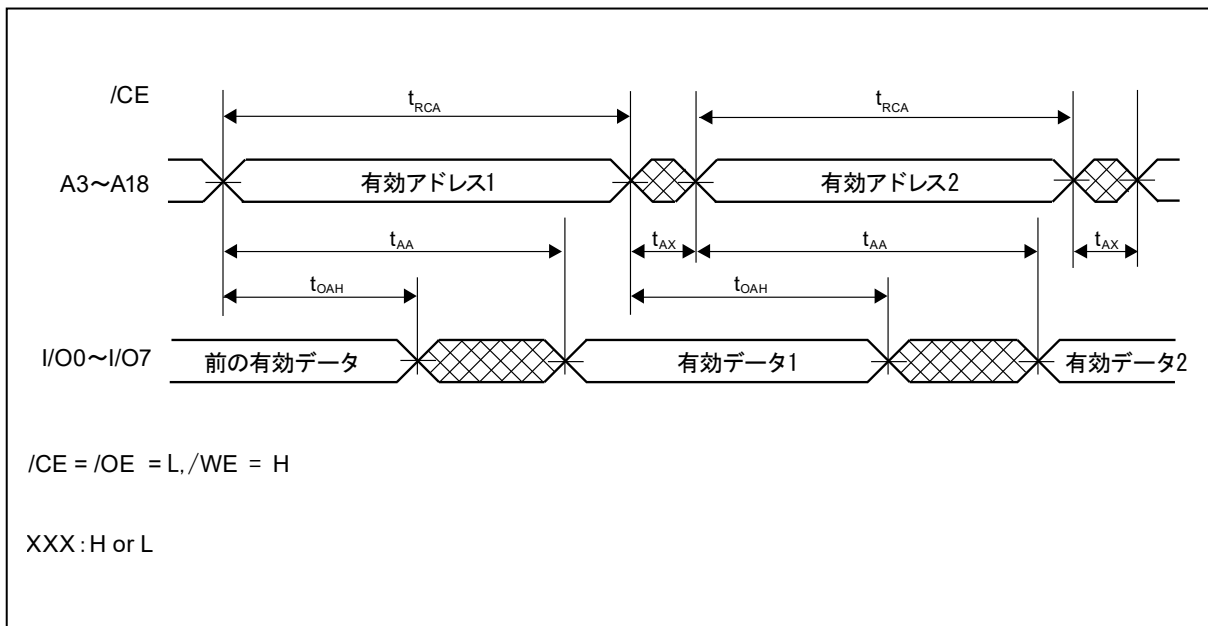 /CE
tRCA tRCA
A3～A18 有効アドレス1 有効アドレス2
tAA tAX tAA tAX
tOAH tOAH
I/O0～I/O7 前の有効データ 有効データ1 有効データ2
/CE = /OE = L, /WE = H
XXX : H or L